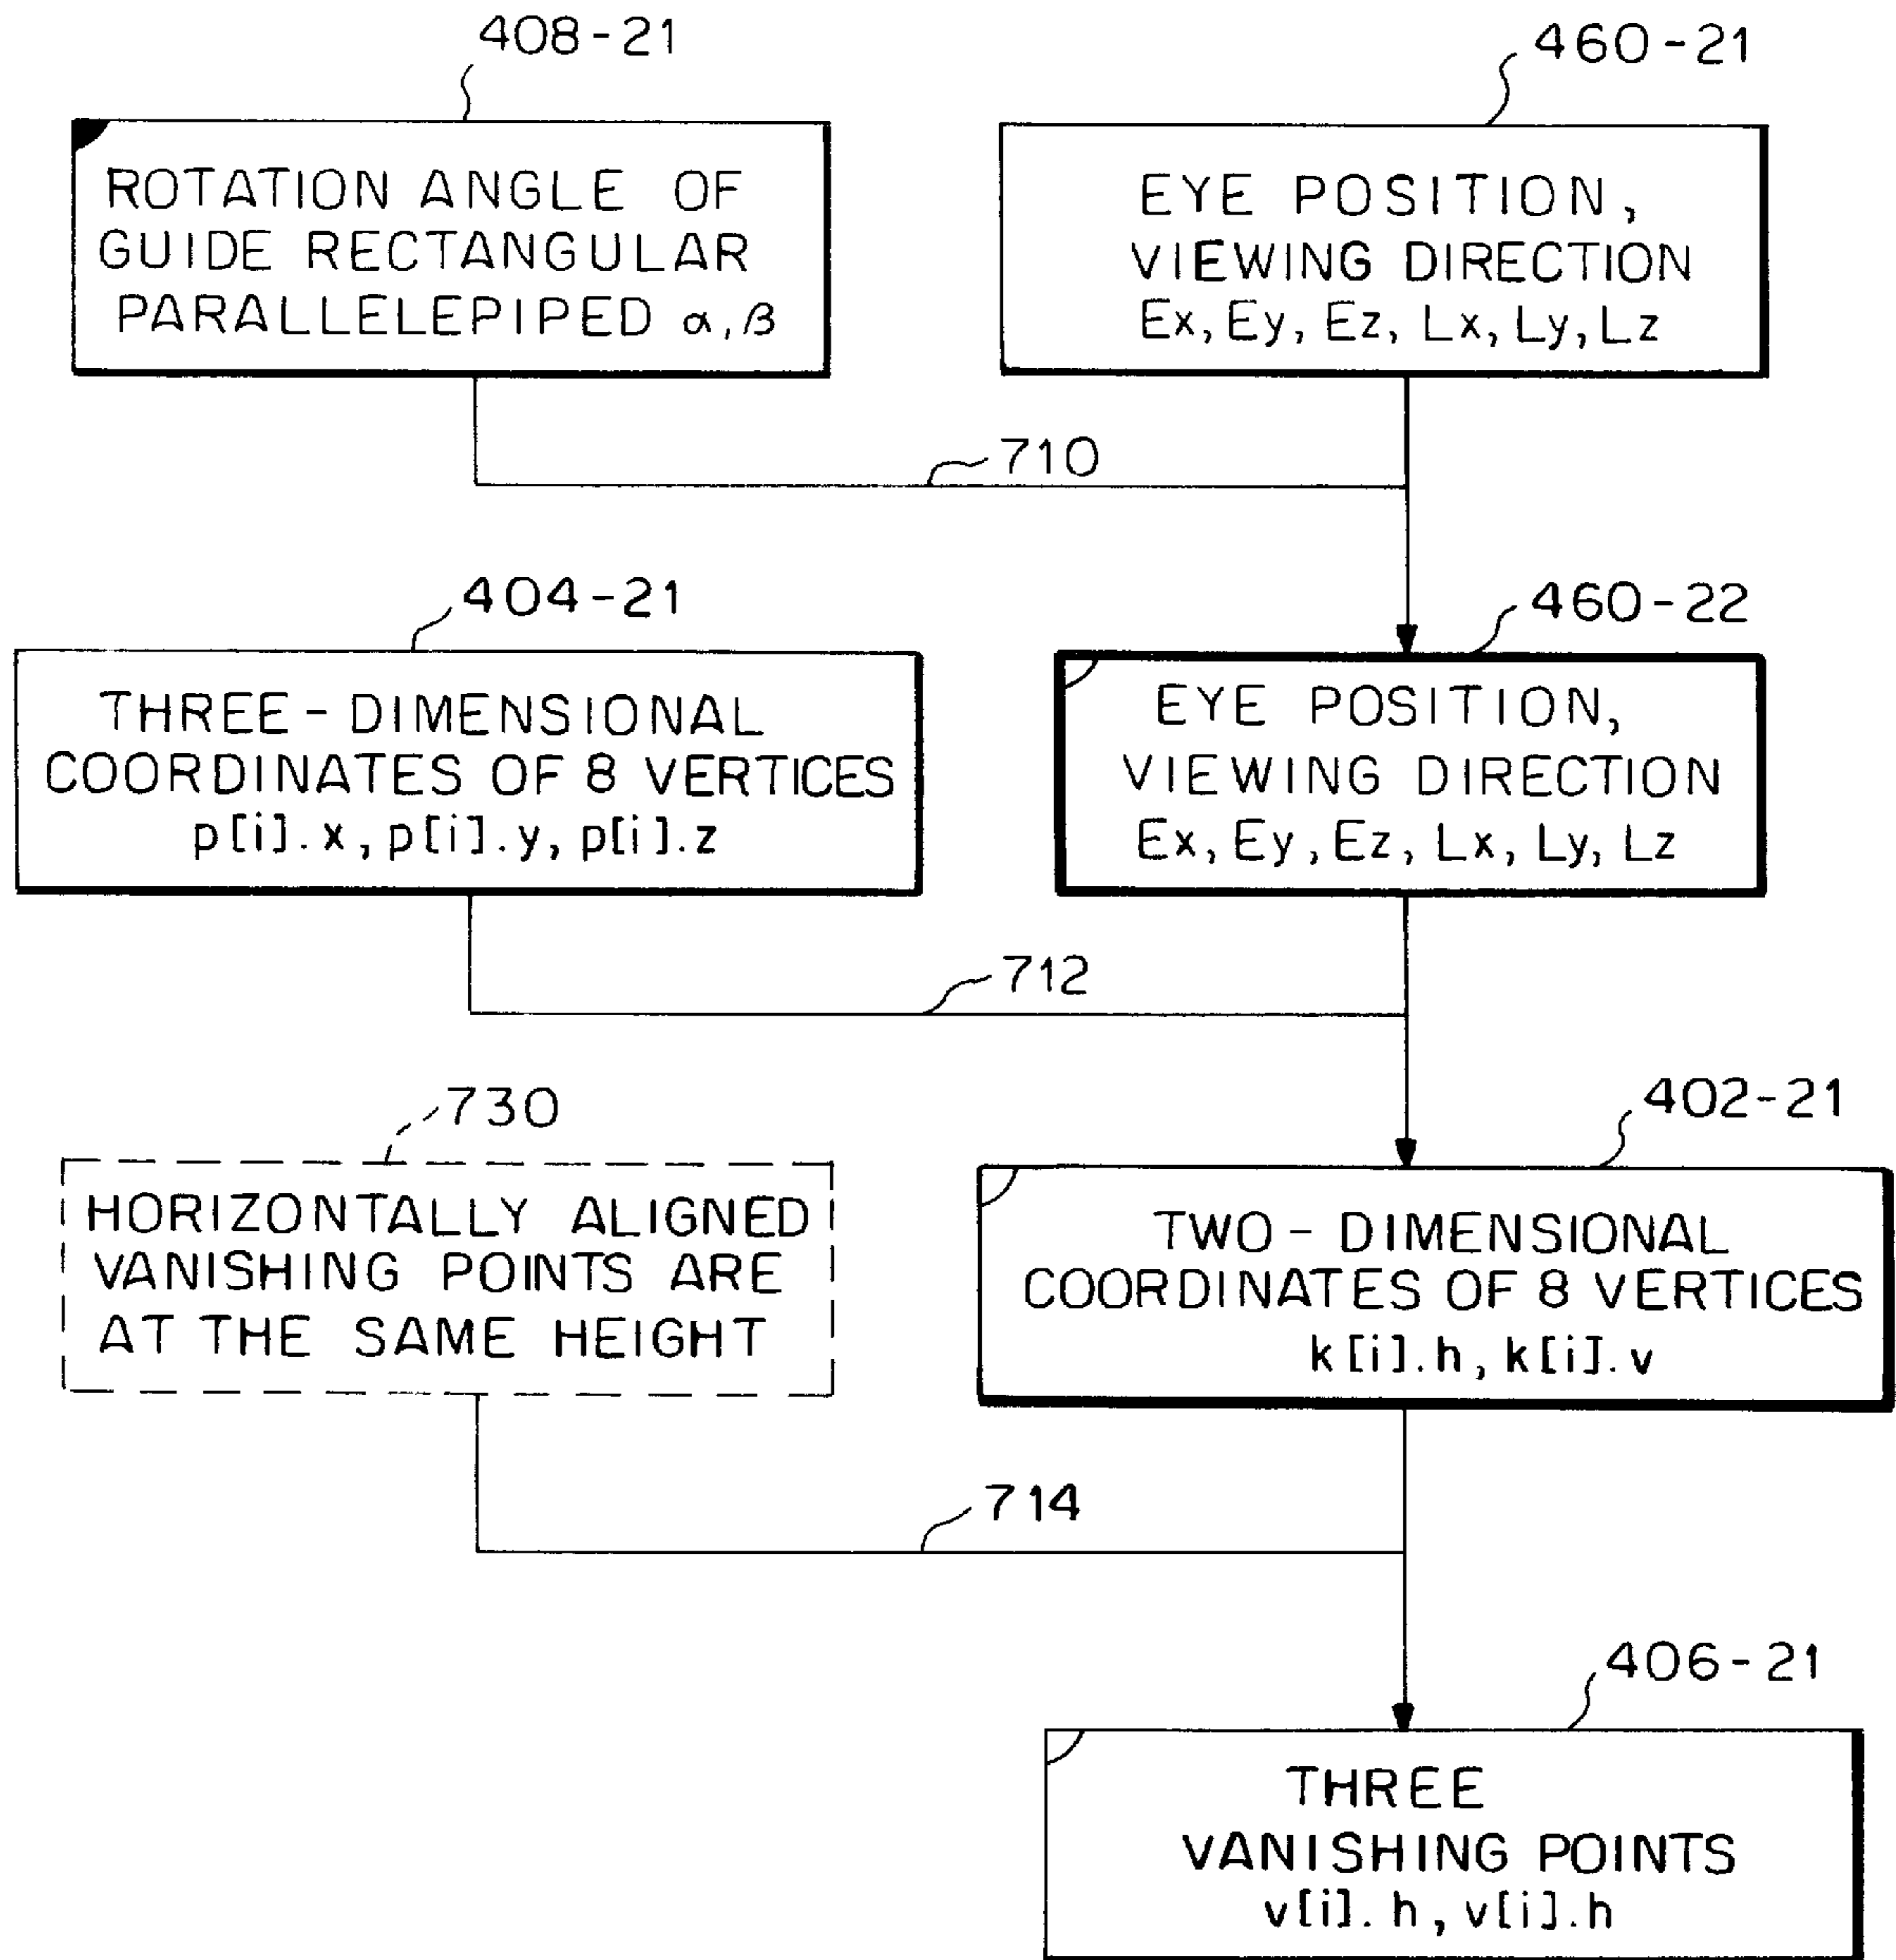 408-21
460-21
ROTATION ANGLE OF
GUIDE RECTANGULAR
PARALLELEPIPED α, β
EYE POSITION,
VIEWING DIRECTION
Ex, Ey, Ez, Lx, Ly, Lz
710
404-21
460-22
THREE-DIMENSIONAL
COORDINATES OF 8 VERTICES
p[i].x, p[i].y, p[i].z
EYE POSITION,
VIEWING DIRECTION
Ex, Ey, Ez, Lx, Ly, Lz
712
730
402-21
HORIZONTALLY ALIGNED
VANISHING POINTS ARE
AT THE SAME HEIGHT
TWO-DIMENSIONAL
COORDINATES OF 8 VERTICES
k[i].h, k[i].v
714
406-21
THREE
VANISHING POINTS
v[i].h, v[i].h